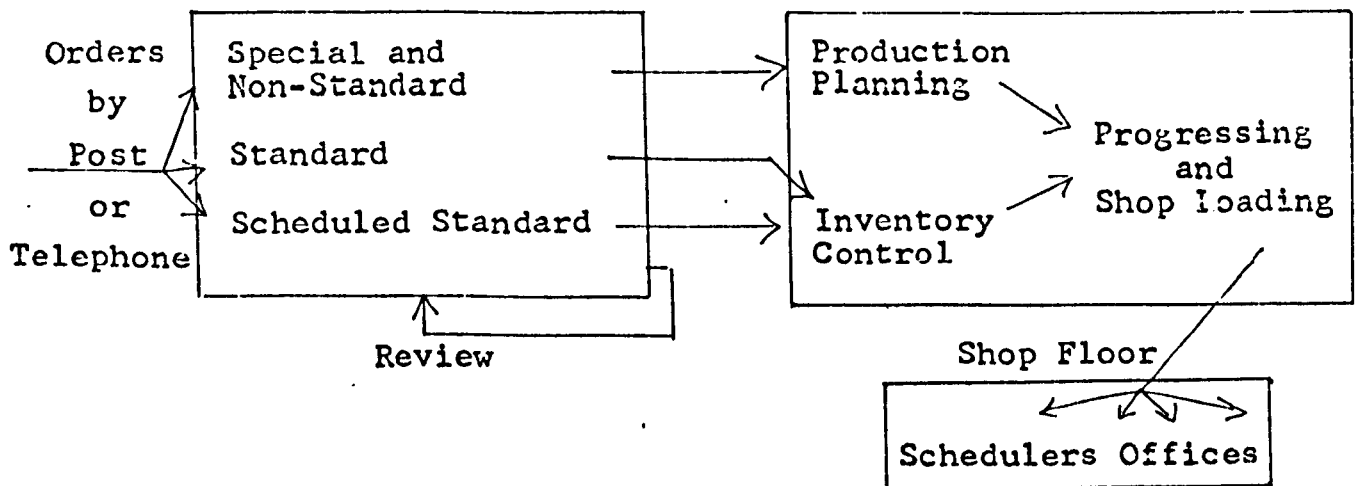 Orders
by
Post
or
Telephone
Special and
Non-Standard
Standard
Scheduled Standard
Review
Production
Planning
Inventory
Control
Progressing
and
Shop Loading
Shop Floor
Schedulers Offices